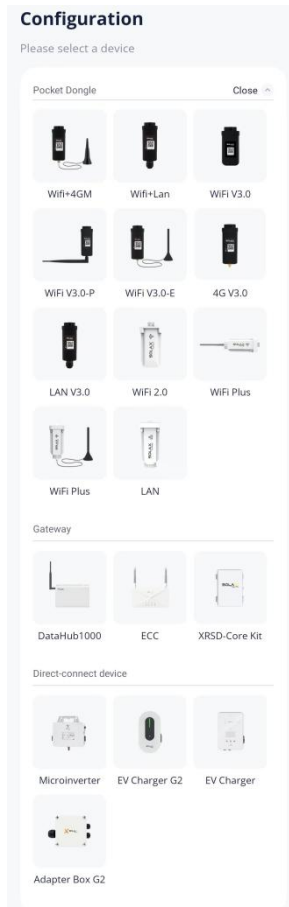 Configuration
Please select a device
Pocket Dongle Close
Wifi+4GM Wifi+Lan WiFi V3.0
WiFi V3.0-P WiFi V3.0-E 4G V3.0
LAN V3.0 WiFi 2.0 WiFi Plus
WiFi Plus LAN
Gateway
DataHub1000 ECC XRSD-Core Kit
Direct-connect device
Microinverter EV Charger G2 EV Charger
Adapter Box G2